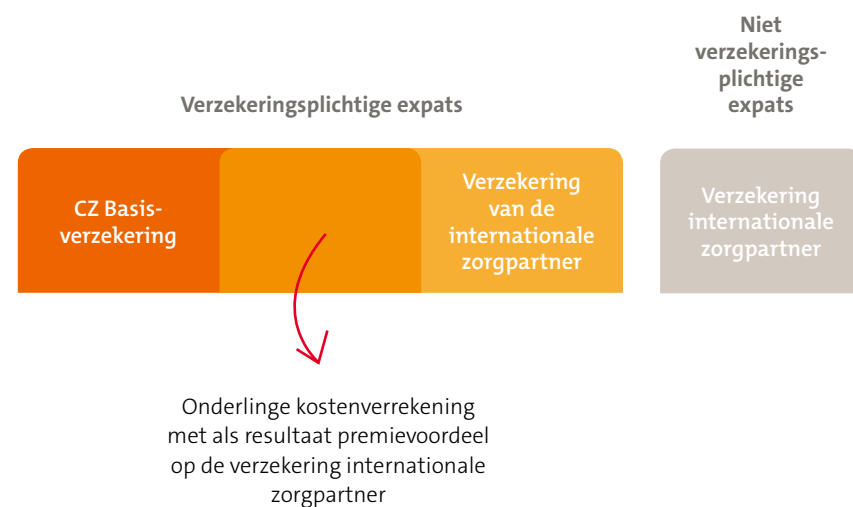 Niet
verzekerings-
plichtige
expats
Verzekeringsplichtige expats
CZ Basis-
verzekering
Verzekering
van de
internationale
zorgpartner
Verzekering
internationale
zorgpartner
Onderlinge kostenverrekening
met als resultaat premievoordeel
op de verzekering internationale
zorgpartner